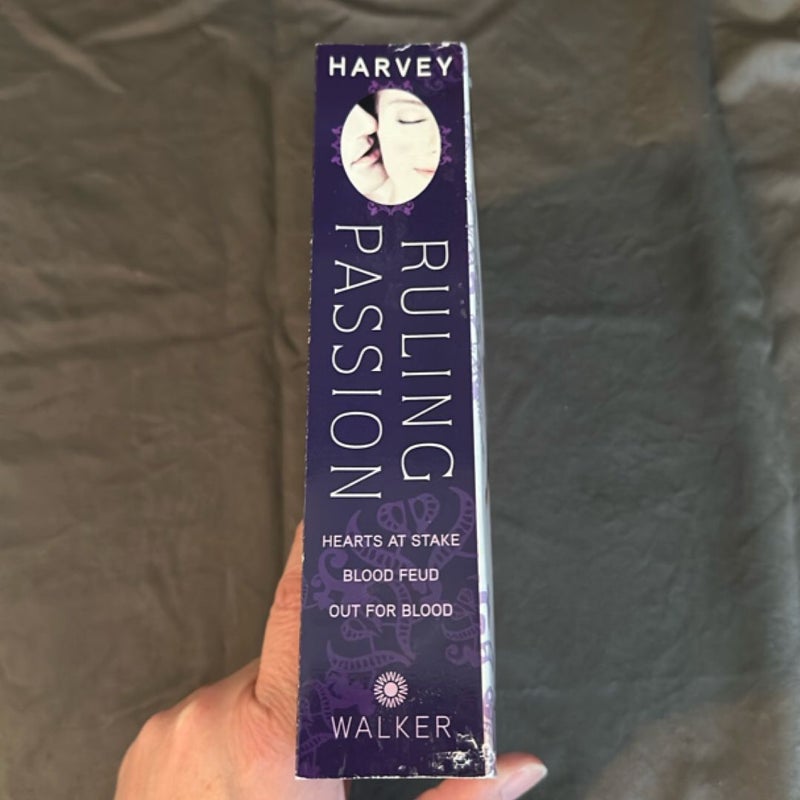 HARVEY
RULING
PASSION
HEARTS AT STAKE
BLOOD FEUD
OUT FOR BLOOD
WALKER